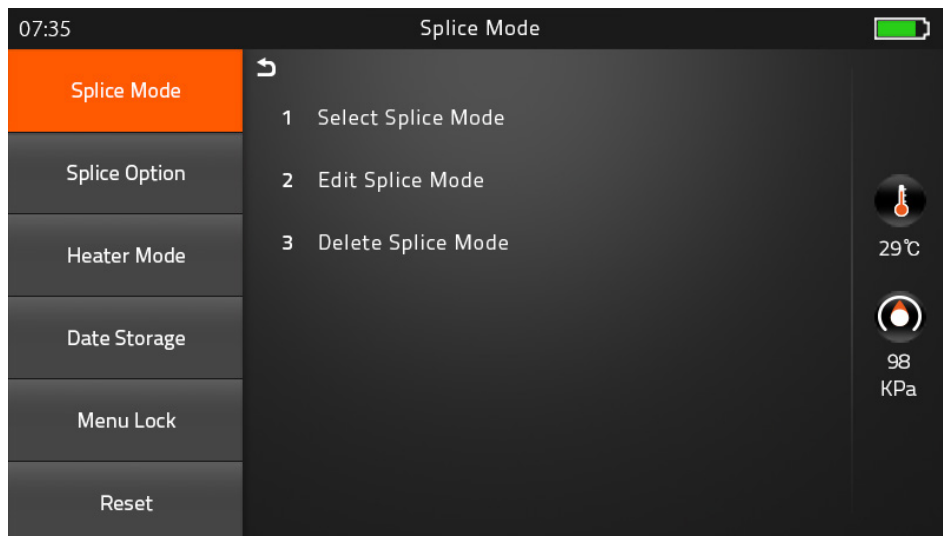 07:35
Splice Mode
Splice Mode
Splice Option
Heater Mode
Date Storage
Menu Lock
Reset
1 Select Splice Mode
2 Edit Splice Mode
3 Delete Splice Mode
29℃
98
KPa